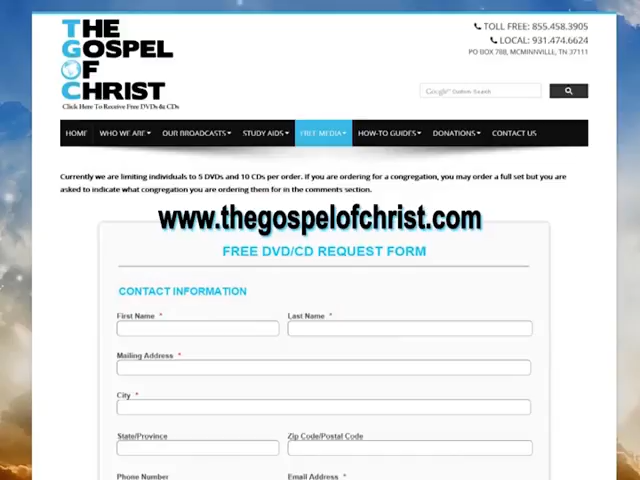 THE
GOSPEL
OF
CHRIST
Click Here To Receive Free DVDs & CDs
TOLL FREE: 855.458.3905
LOCAL: 931.474.6624
PO BOX 788, MCMINNVILLE, TN 37111
Google Custom Search
HOME WHO WE ARE OUR BROADCASTS STUDY AIDS FREE MEDIA HOW-TO GUIDES DONATIONS CONTACT US
Currently we are limiting individuals to 5 DVDs and 10 CDs per order. If you are ordering for a congregation, you may order a full set but you are
asked to indicate what congregation you are ordering them for in the comments section.
www.thegospelofchrist.com
FREE DVD/CD REQUEST FORM
CONTACT INFORMATION
First Name * Last Name *
Mailing Address *
City *
State/Province Zip Code/Postal Code
Phone Number Email Address *